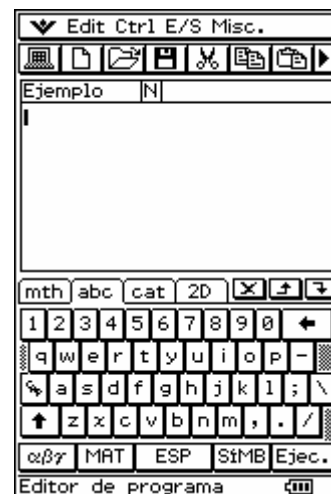 Edit Ctrl E/S Misc.
Ejemplo N
mth abc cat 2D
1 2 3 4 5 6 7 8 9 0
q w e r t y u i o p -
a s d f g h j k l ; \
z x c v b n m , . /
αβγ MAT ESP SíMB Ejec.
Editor de programa